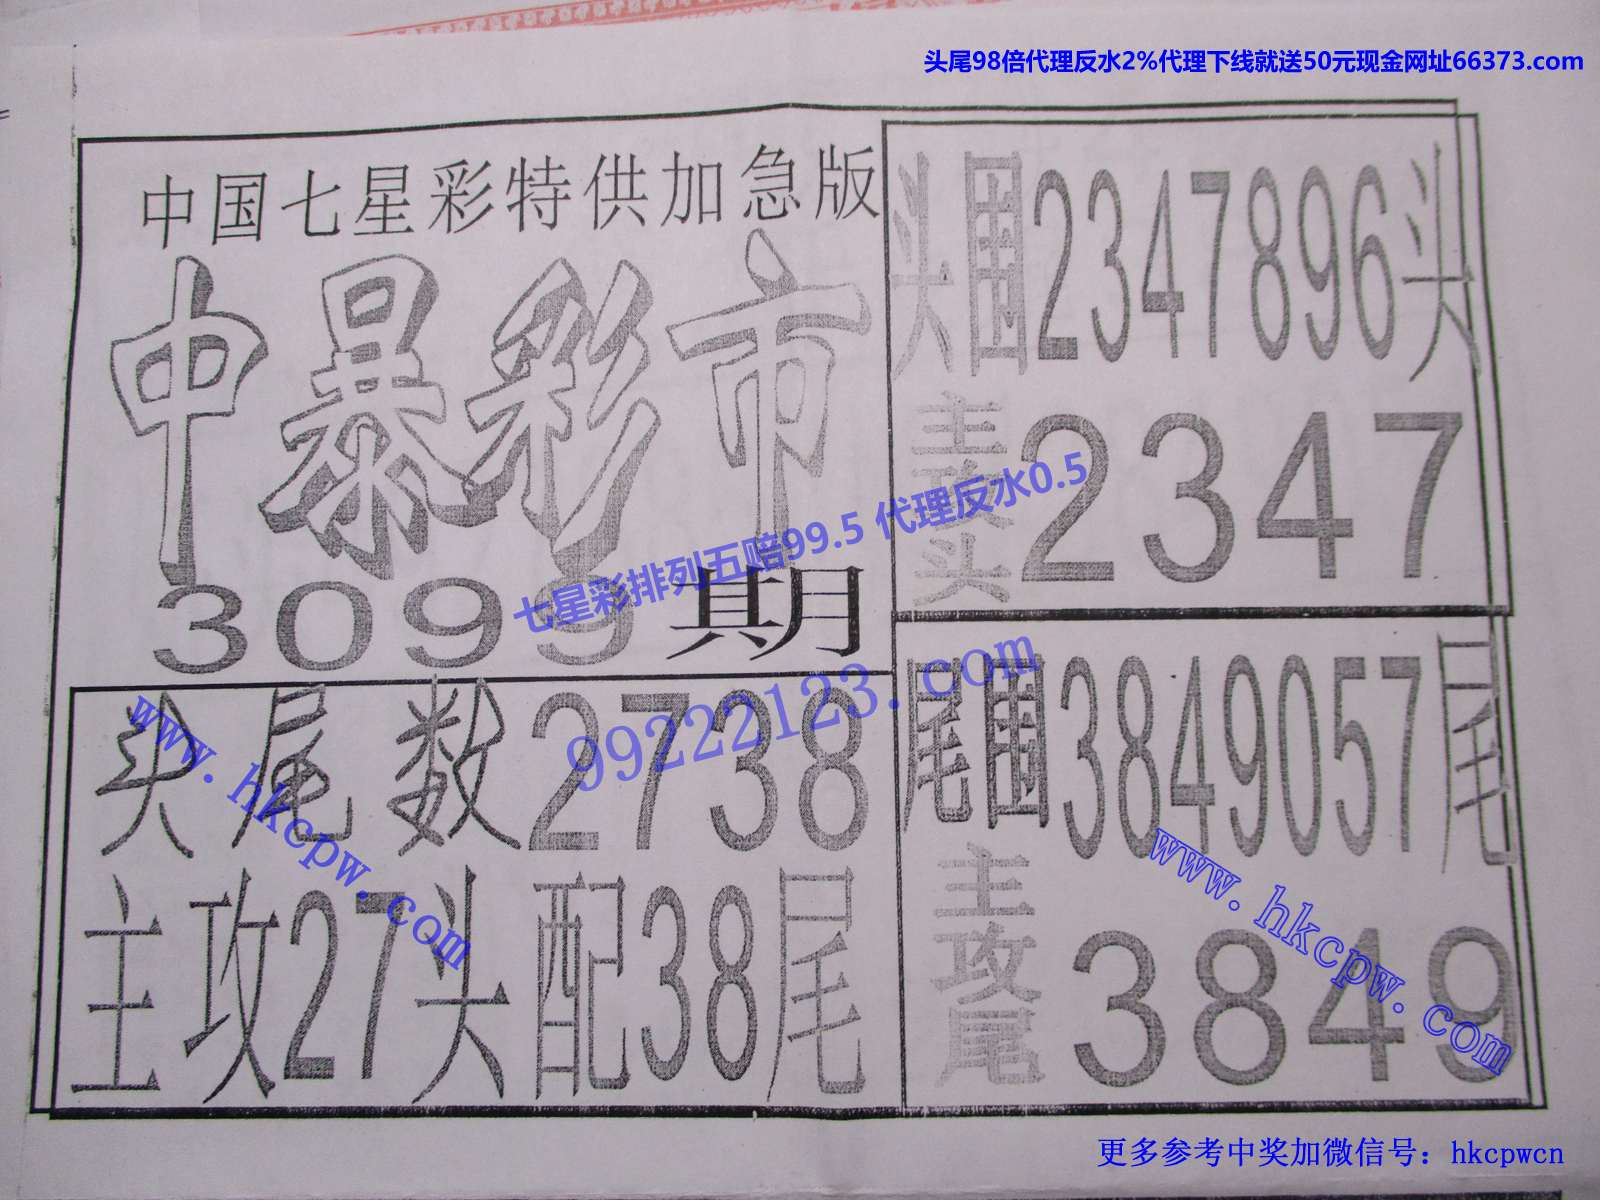 头尾98倍代理反水2%代理下线就送50元现金网址66373.com
中国七星彩特供加急版
中暴彩市
3099期
七星彩排列五赔99.5 代理反水0.5
99222123.com
头围2347896头
主攻头2347
头尾数2738
主攻27头配38尾
www.hkcpw.com
尾围3849057尾
主攻尾3849
www.hkcpw.com
更多参考中奖加微信号：hkcpwcn